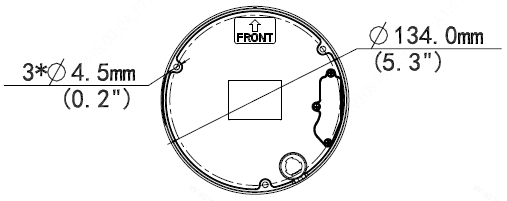 FRONT
Ø 134.0mm
(5.3")
3*Ø 4.5mm
(0.2")